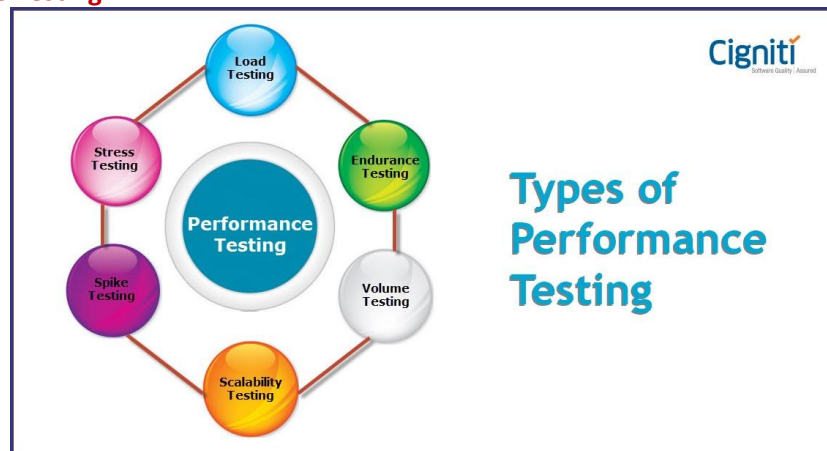 Cigniti
Software Quality | Assured
Load
Testing
Stress
Testing
Endurance
Testing
Performance
Testing
Spike
Testing
Volume
Testing
Scalability
Testing
Types of
Performance
Testing